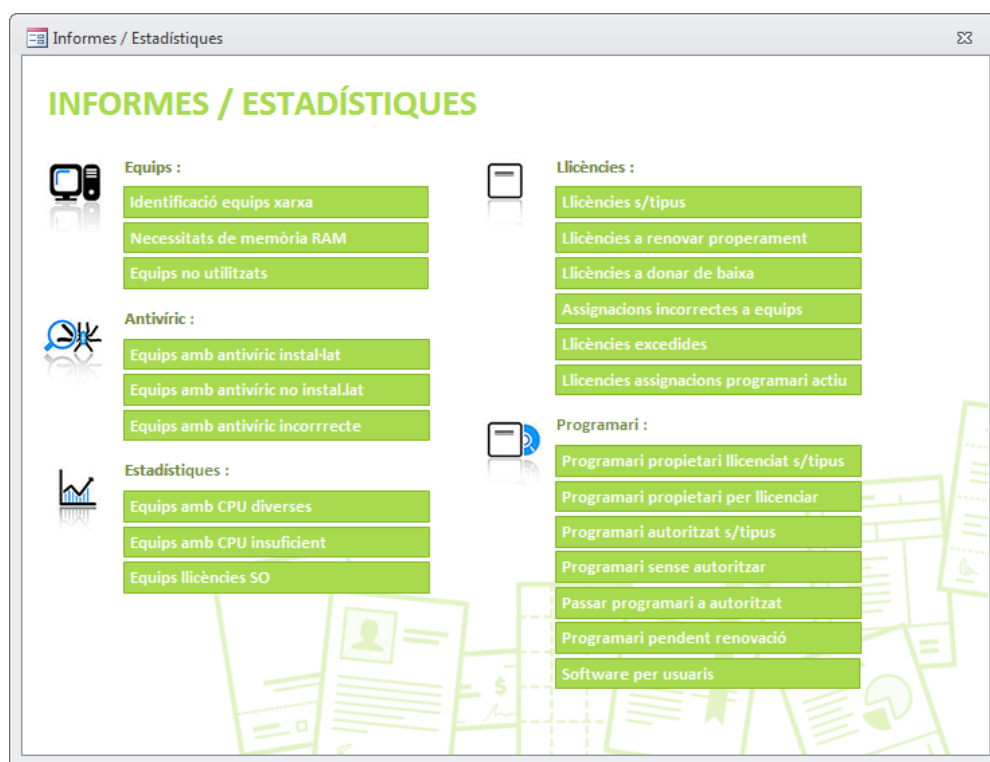 Informes / Estadístiques
INFORMES / ESTADÍSTIQUES
Equips :
Identificació equips xarxa
Necessitats de memòria RAM
Equips no utilitzats
Antivíric :
Equips amb antivíric instal·lat
Equips amb antivíric no instal.lat
Equips amb antivíric incorrrecte
Estadístiques :
Equips amb CPU diverses
Equips amb CPU insuficient
Equips llicències SO
Llicències :
Llicències s/tipus
Llicències a renovar properament
Llicències a donar de baixa
Assignacions incorrectes a equips
Llicències excedides
Llicencies assignacions programari actiu
Programari :
Programari propietari llicenciat s/tipus
Programari propietari per llicenciar
Programari autoritzat s/tipus
Programari sense autoritzar
Passar programari a autoritzat
Programari pendent renovació
Software per usuaris